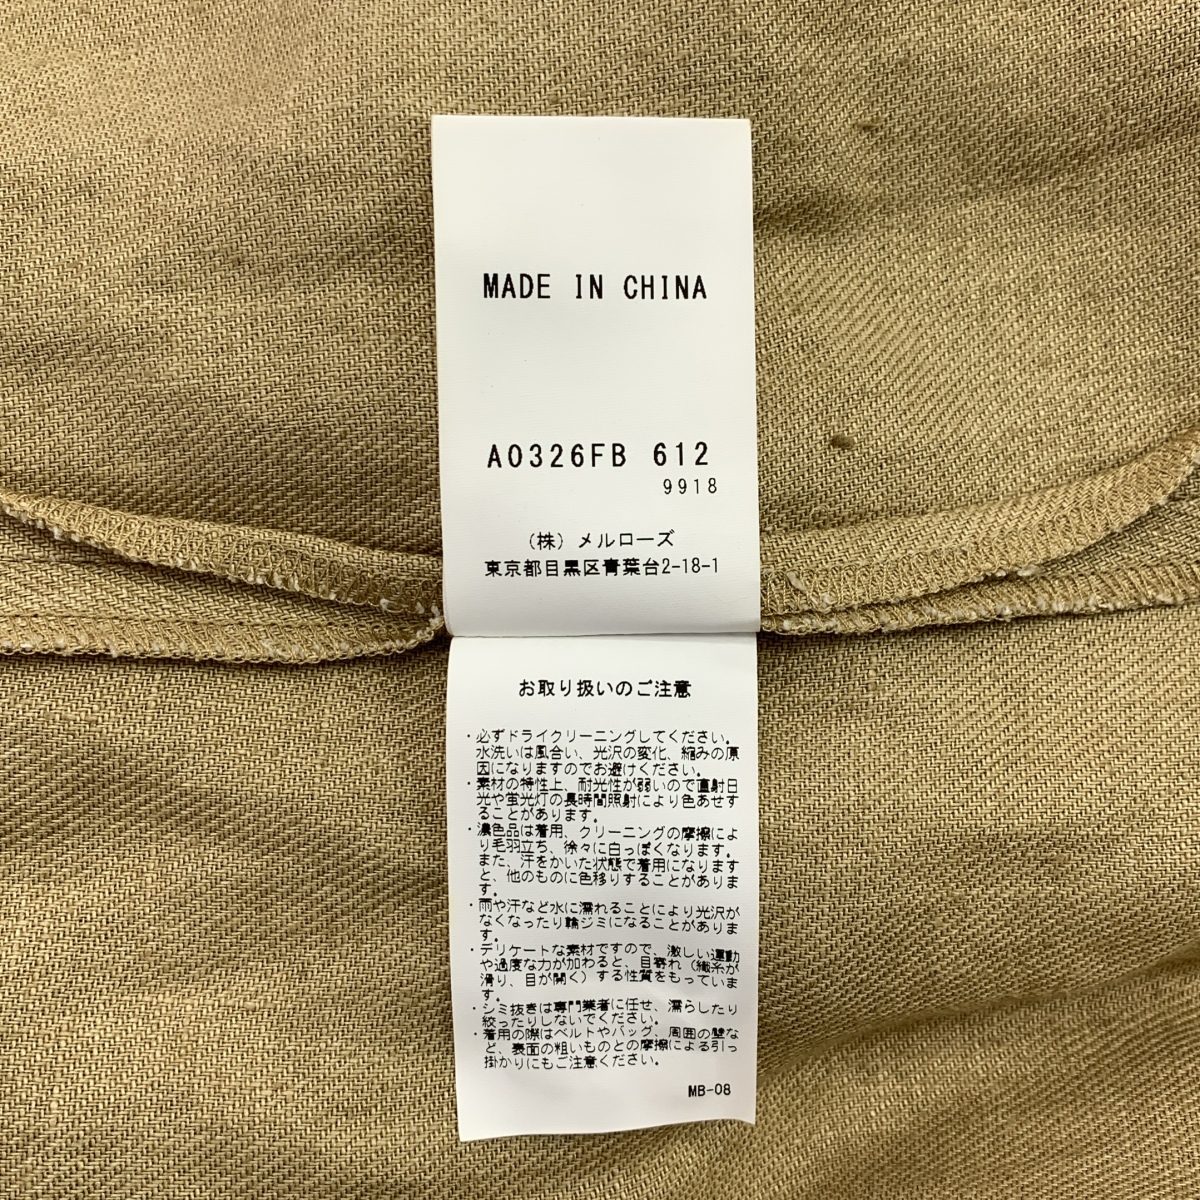 MADE IN CHINA
A0326FB 612
9918
（株）メルローズ
東京都目黒区青葉台2-18-1
お取り扱いのご注意
・必ずドライクリーニングしてください。
水洗いは風合い、光沢の変化、縮みの原
因になりますのでお避けください。
・素材の特性上、耐光性が弱いので直射日
光や蛍光灯の長時間照射により色あせす
ることがあります。
・濃色品は着用、クリーニングの摩擦によ
り毛羽立ち、徐々に白っぽくなります。
また、汗をかいた状態で着用になります
と、他のものに色移りすることがありま
す。
・雨や汗など水に濡れることにより光沢が
なくなったり輪ジミになることがありま
す。
・デリケートな素材ですので、激しい運動
や過度な力が加わると、目寄れ（織糸が
滑り、目が開く）する性質をもっていま
す。
・シミ抜きは専門業者に任せ、濡らしたり
絞ったりしないでください。
・着用の際はベルトやバッグ、周囲の壁な
ど、表面の粗いものとの摩擦による引っ
掛かりにもご注意ください。
MB-08